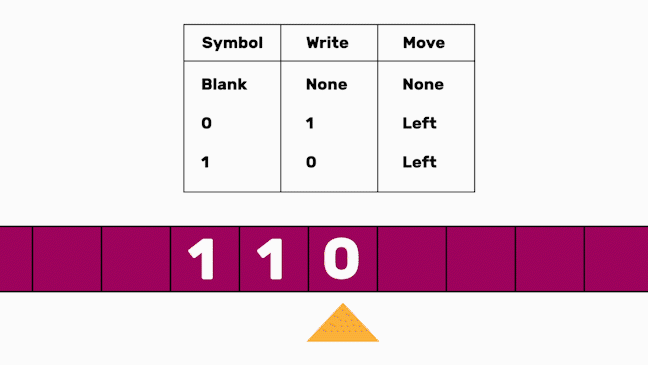 Symbol Write Move
Blank None None
0 1 Left
1 0 Left
1 1 0